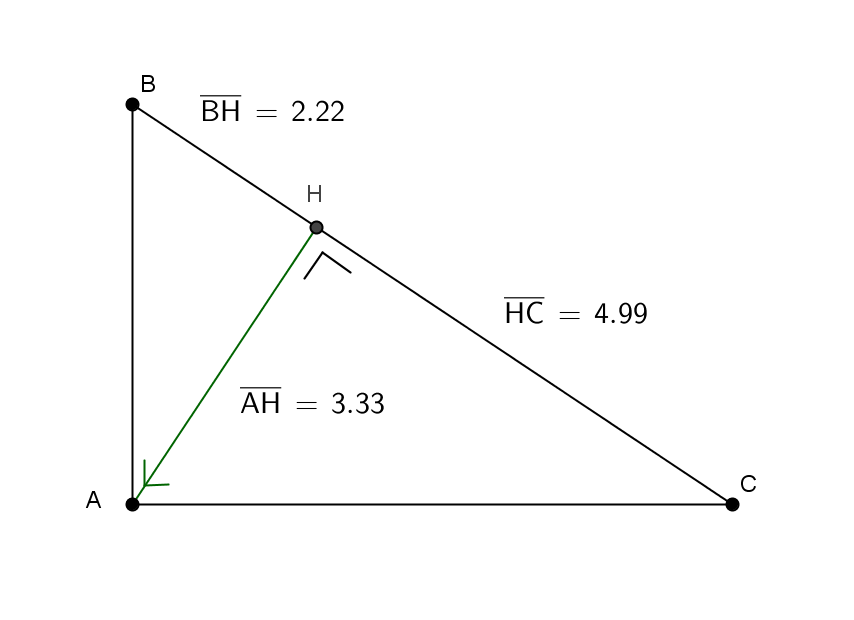 B
BH = 2.22
H
HC = 4.99
AH = 3.33
A
C